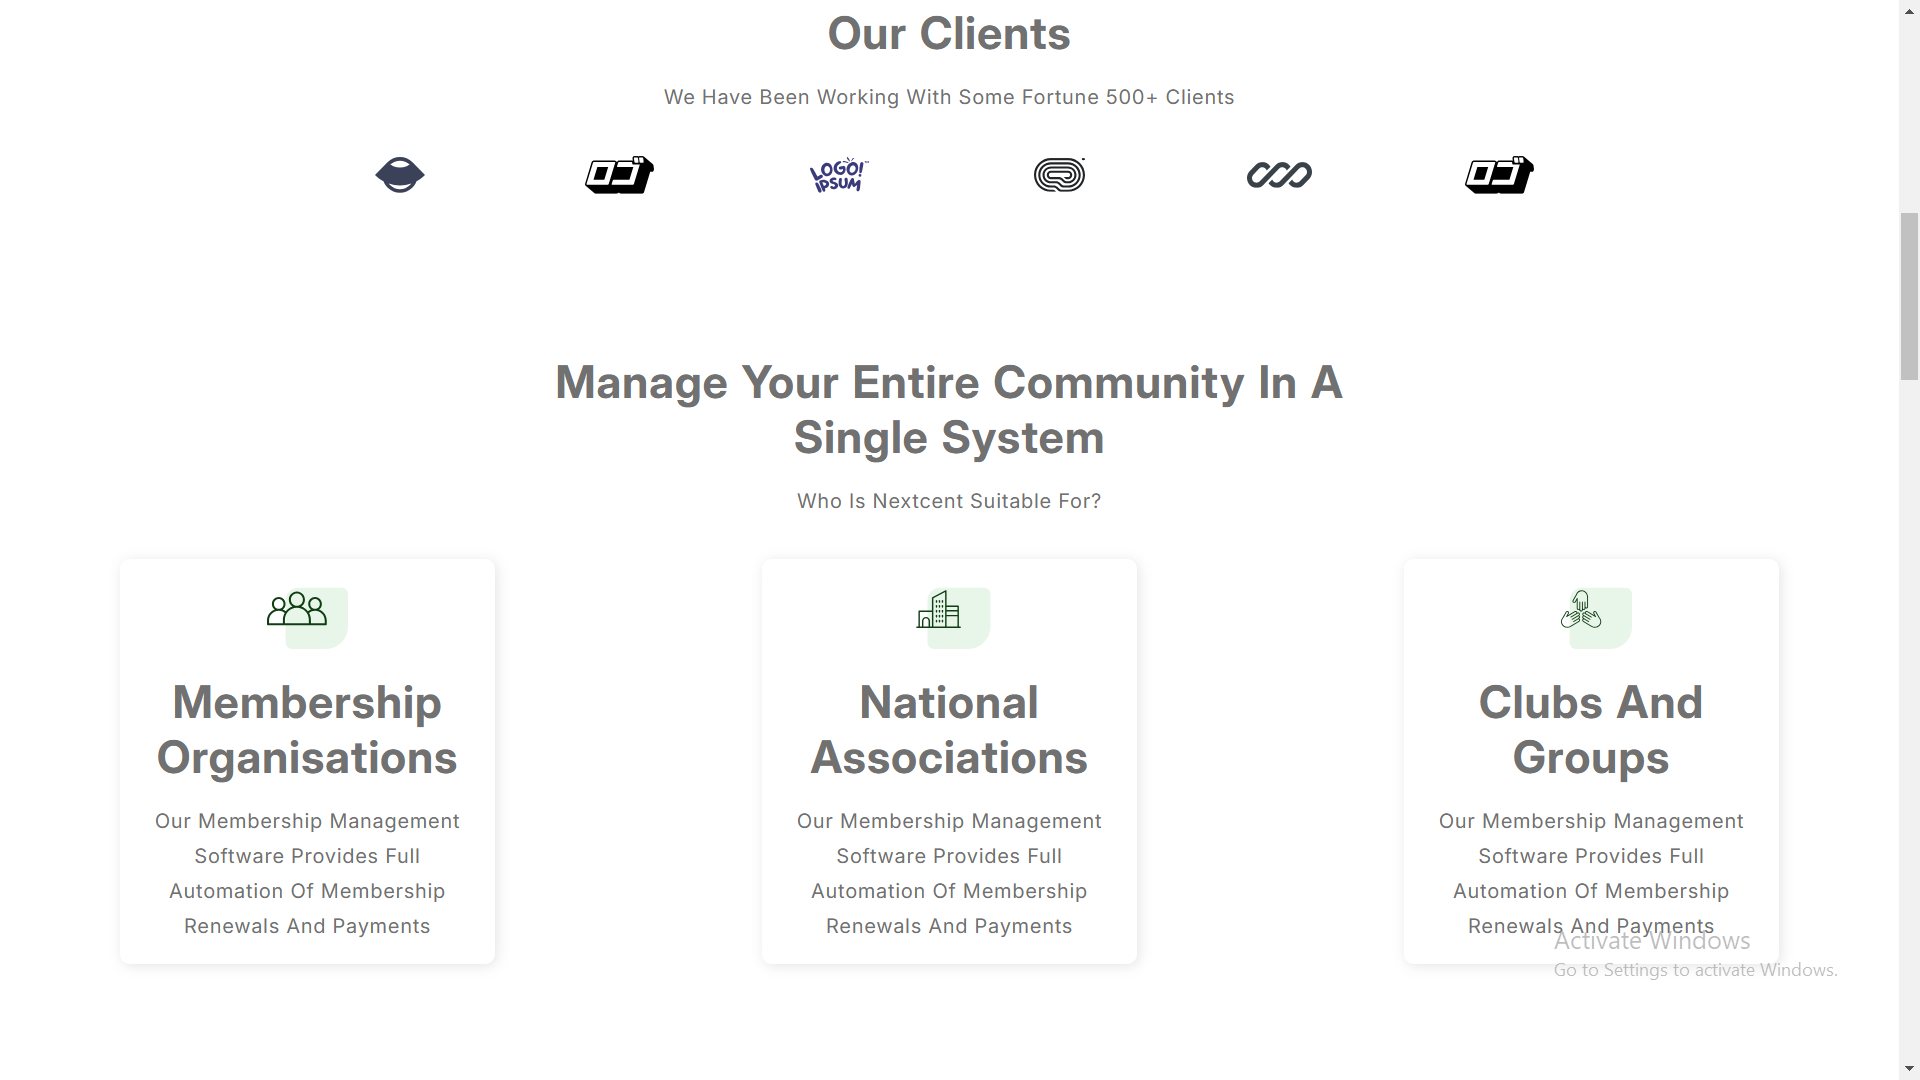 Our Clients
We Have Been Working With Some Fortune 500+ Clients
LOGO!
IPSUM
Manage Your Entire Community In A
Single System
Who Is Nextcent Suitable For?
Membership
Organisations
Our Membership Management
Software Provides Full
Automation Of Membership
Renewals And Payments
National
Associations
Our Membership Management
Software Provides Full
Automation Of Membership
Renewals And Payments
Clubs And
Groups
Our Membership Management
Software Provides Full
Automation Of Membership
Renewals And Payments
Activate Windows
Go to Settings to activate Windows.